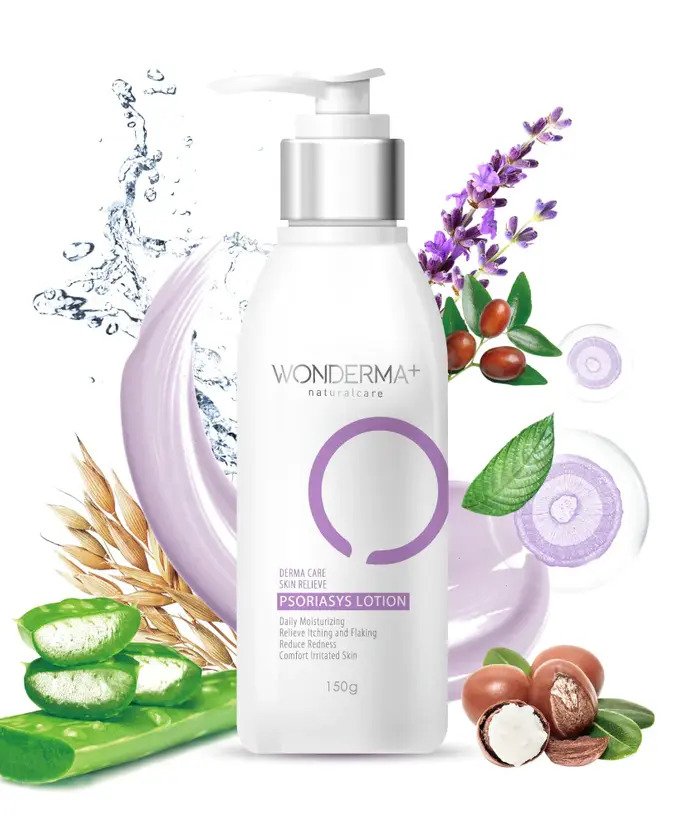 WONDERMA+
naturalcare
DERMA CARE
SKIN RELIEVE
PSORIASYS LOTION
Daily Moisturizing
Relieve Itching and Flaking
Reduce Redness
Comfort Irritated Skin
150g